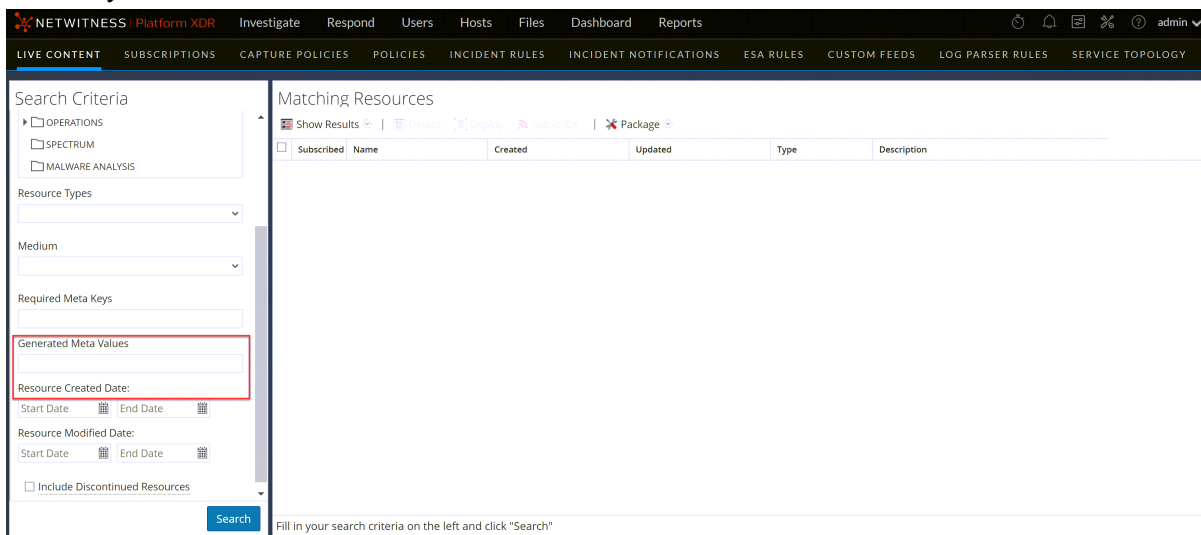 NETWITNESS | Platform XDR Investigate Respond Users Hosts Files Dashboard Reports admin
LIVE CONTENT SUBSCRIPTIONS CAPTURE POLICIES POLICIES INCIDENT RULES INCIDENT NOTIFICATIONS ESA RULES CUSTOM FEEDS LOG PARSER RULES SERVICE TOPOLOGY
Search Criteria
OPERATIONS
SPECTRUM
MALWARE ANALYSIS
Resource Types
Medium
Required Meta Keys
Generated Meta Values
Resource Created Date:
Start Date End Date
Resource Modified Date:
Start Date End Date
Include Discontinued Resources
Search
Matching Resources
Show Results | Details Deploy Subscribe | Package
Subscribed Name Created Updated Type Description
Fill in your search criteria on the left and click "Search"